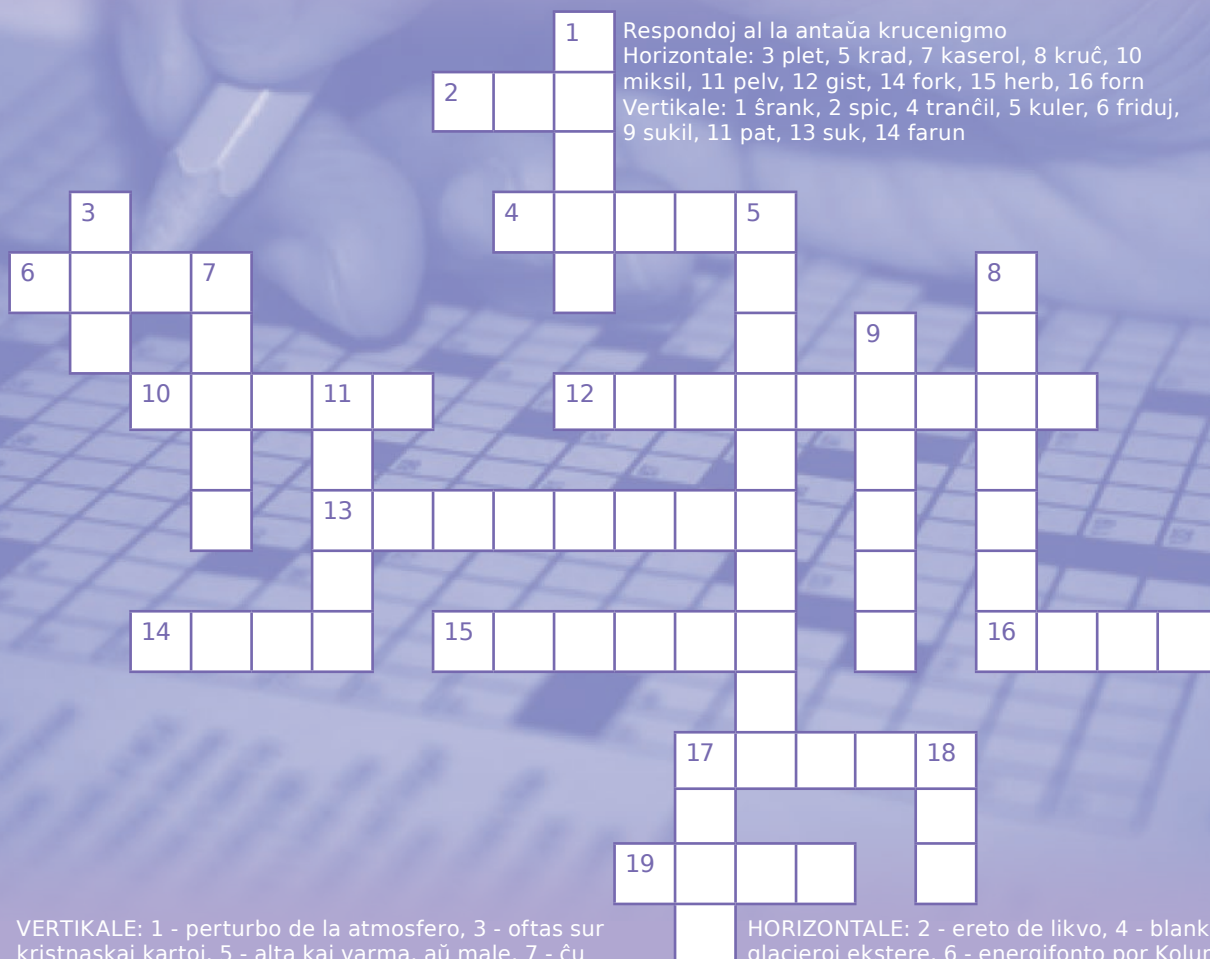 1
Respondoj al la antaŭa krucenigmo
Horizontale: 3 plet, 5 krad, 7 kaserol, 8 kruĉ, 10
miksil, 11 pelv, 12 gist, 14 fork, 15 herb, 16 forn
Vertikale: 1 ŝrank, 2 spic, 4 tranĉil, 5 kuler, 6 friduj,
9 sukil, 11 pat, 13 suk, 14 farun
2
3
4 5
6 7
8
9
10 11
12
13
14
15
16
17 18
19
VERTIKALE: 1 - perturbo de la atmosfero, 3 - oftas sur
kristnaskaj kartoj, 5 - alta kaj varma, aŭ male, 7 - ĉu
HORIZONTALE: 2 - ereto de likvo, 4 - blank
glacieroj ekstere, 6 - energifonto por